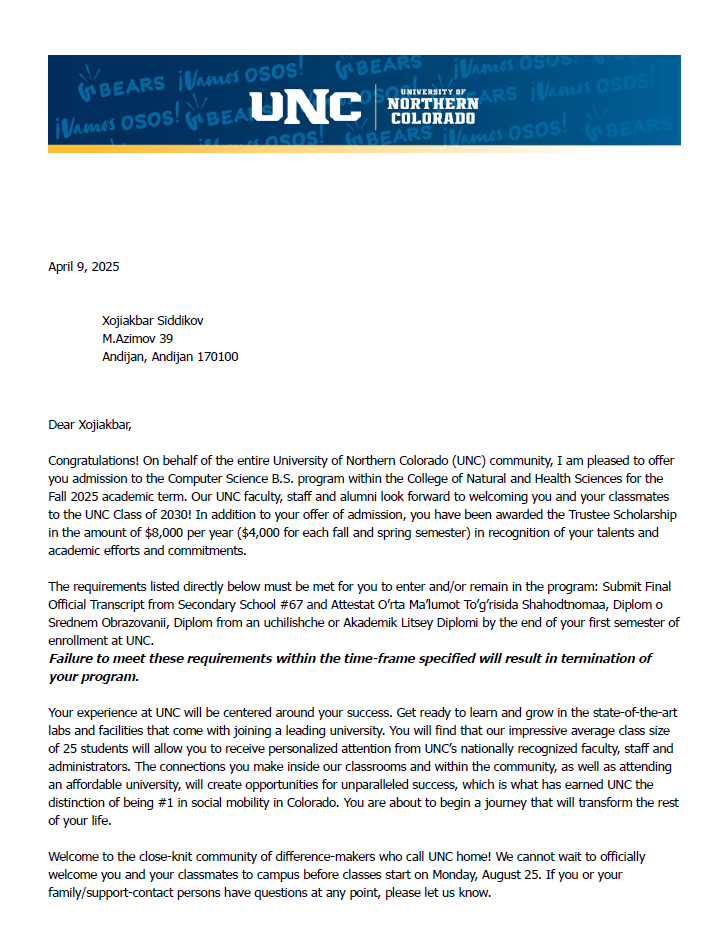 BEARS ¡Vamos OSOS! BEARS ¡Vamos OSOS!
¡Vamos OSOS! BEARS ¡Vamos OSOS! BEARS ¡Vamos OSOS!
¡Vamos OSOS! BEARS ¡Vamos OSOS! BEARS
UNC
UNIVERSITY OF
NORTHERN
COLORADO
April 9, 2025
Xojiakbar Siddikov
M.Azimov 39
Andijan, Andijan 170100
Dear Xojiakbar,
Congratulations! On behalf of the entire University of Northern Colorado (UNC) community, I am pleased to offer
you admission to the Computer Science B.S. program within the College of Natural and Health Sciences for the
Fall 2025 academic term. Our UNC faculty, staff and alumni look forward to welcoming you and your classmates
to the UNC Class of 2030! In addition to your offer of admission, you have been awarded the Trustee Scholarship
in the amount of $8,000 per year ($4,000 for each fall and spring semester) in recognition of your talents and
academic efforts and commitments.
The requirements listed directly below must be met for you to enter and/or remain in the program: Submit Final
Official Transcript from Secondary School #67 and Attestat O’rta Ma’lumot To’g’risida Shahodtnomaa, Diplom o
Srednem Obrazovanii, Diplom from an uchilishche or Akademik Litsey Diplomi by the end of your first semester of
enrollment at UNC.
Failure to meet these requirements within the time-frame specified will result in termination of
your program.
Your experience at UNC will be centered around your success. Get ready to learn and grow in the state-of-the-art
labs and facilities that come with joining a leading university. You will find that our impressive average class size
of 25 students will allow you to receive personalized attention from UNC’s nationally recognized faculty, staff and
administrators. The connections you make inside our classrooms and within the community, as well as attending
an affordable university, will create opportunities for unparalleled success, which is what has earned UNC the
distinction of being #1 in social mobility in Colorado. You are about to begin a journey that will transform the rest
of your life.
Welcome to the close-knit community of difference-makers who call UNC home! We cannot wait to officially
welcome you and your classmates to campus before classes start on Monday, August 25. If you or your
family/support-contact persons have questions at any point, please let us know.